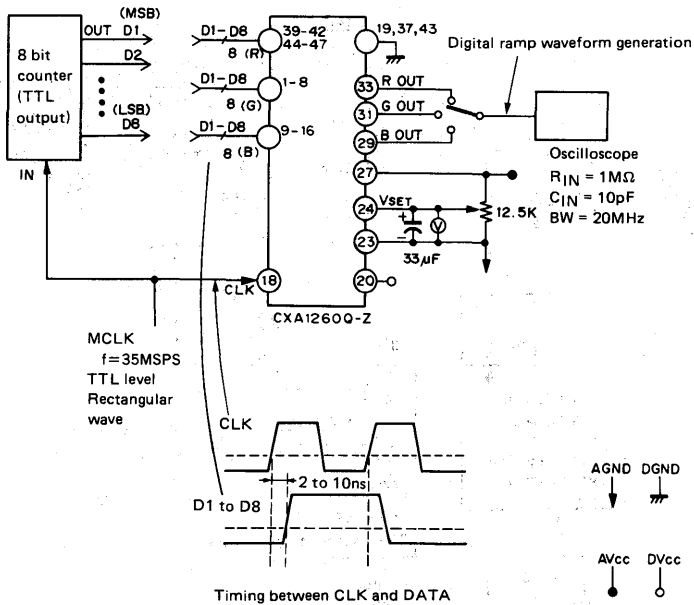 (MSB)
OUT D1
D2
8 bit
counter
(TTL
output)
(LSB)
D8
IN
D1-D8
8 (R)
D1-D8
8 (G)
D1-D8
8 (B)
39-42
44-47
1-8
9-16
18
CLK
19,37,43
33 R OUT
31 G OUT
29 B OUT
27
24 VSET
23
20
+
−
33μF
V
12.5K
CXA1260Q-Z
Digital ramp waveform generation
Oscilloscope
RIN = 1MΩ
CIN = 10pF
BW = 20MHz
MCLK
f=35MSPS
TTL level
Rectangular
wave
CLK
2 to 10ns
D1 to D8
AGND DGND
AVcc DVcc
Timing between CLK and DATA